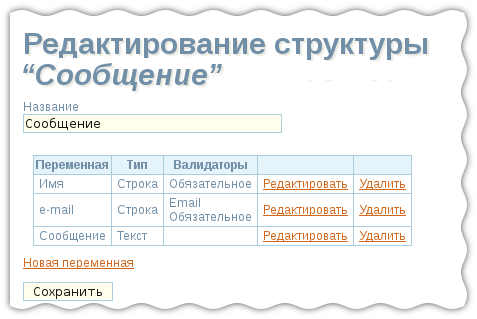 Редактирование структуры
“Сообщение”
Название
Сообщение
Переменная Тип Валидаторы
Имя Строка Обязательное Редактировать Удалить
e-mail Строка Email Обязательное Редактировать Удалить
Сообщение Текст Редактировать Удалить
Новая переменная
Сохранить